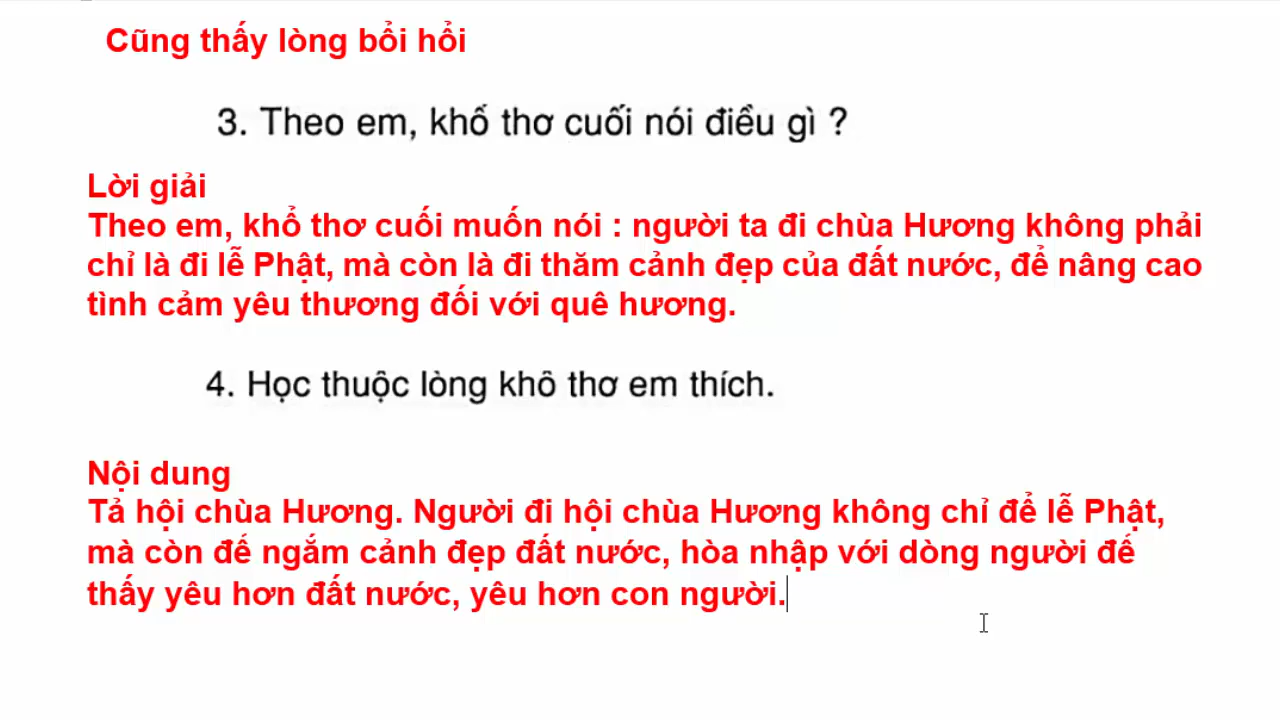 Cũng thấy lòng bổi hổi
3. Theo em, khổ thơ cuối nói điều gì ?
Lời giải
Theo em, khổ thơ cuối muốn nói : người ta đi chùa Hương không phải
chỉ là đi lễ Phật, mà còn là đi thăm cảnh đẹp của đất nước, để nâng cao
tình cảm yêu thương đối với quê hương.
4. Học thuộc lòng khô thơ em thích.
Nội dung
Tả hội chùa Hương. Người đi hội chùa Hương không chỉ để lễ Phật,
mà còn để ngắm cảnh đẹp đất nước, hòa nhập với dòng người để
thấy yêu hơn đất nước, yêu hơn con người.